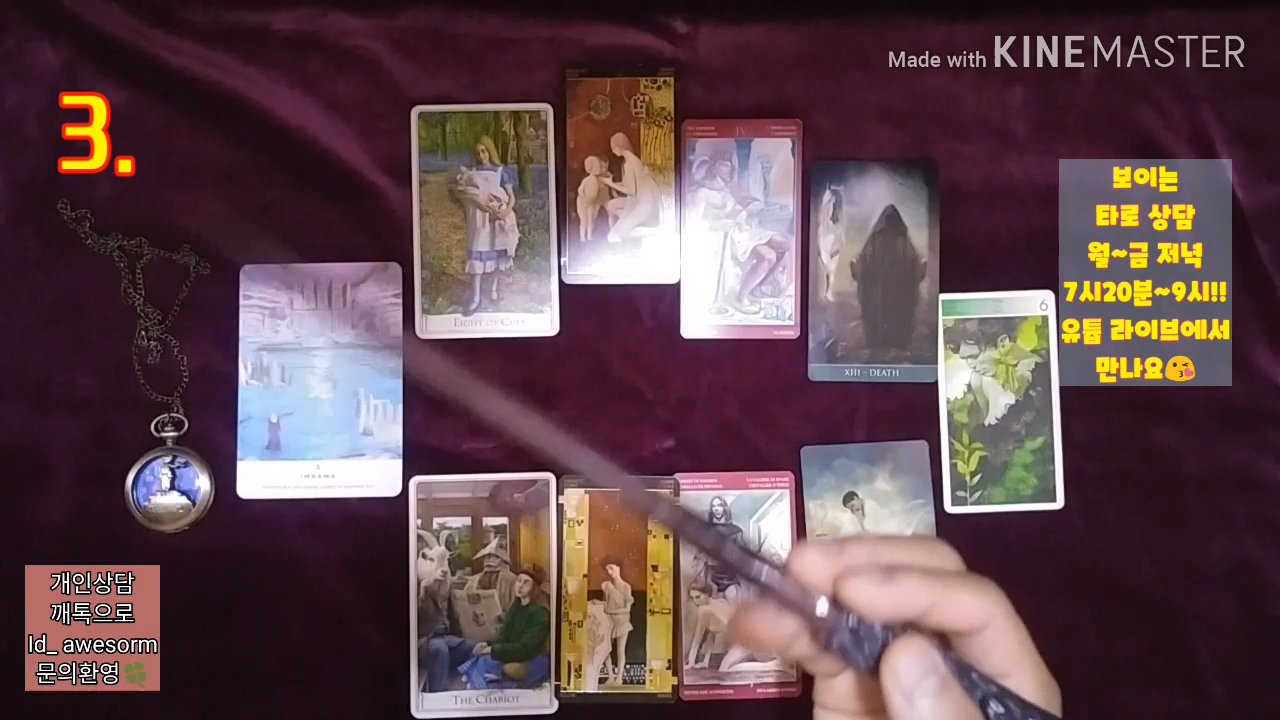 Made with KINEMASTER
3.
보이는
타로 상담
월~금 저녁
7시20분~9시!!
유튭 라이브에서
만나요😘
IV
EIGHT OF CUPS
XIII - DEATH
6
THE CHARIOT
개인상담
깨톡으로
Id_ awesorm
문의환영🍀